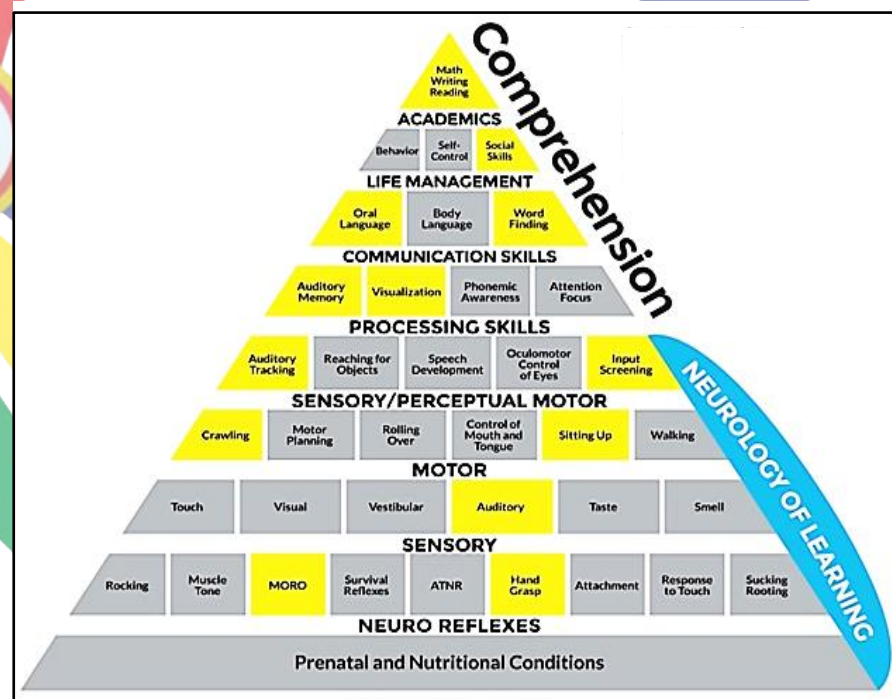 Comprehension
Math
Writing
Reading
ACADEMICS
Behavior
Self-
Control
Social
Skills
LIFE MANAGEMENT
Oral
Language
Body
Language
Word
Finding
COMMUNICATION SKILLS
Auditory
Memory
Visualization
Phonemic
Awareness
Attention
Focus
PROCESSING SKILLS
Auditory
Tracking
Reaching for
Objects
Speech
Development
Oculomotor
Control
of Eyes
Input
Screening
SENSORY/PERCEPTUAL MOTOR
Crawling
Motor
Planning
Rolling
Over
Control of
Mouth and
Tongue
Sitting Up
Walking
MOTOR
Touch
Visual
Vestibular
Auditory
Taste
Smell
SENSORY
Rocking
Muscle
Tone
MORO
Survival
Reflexes
ATNR
Hand
Grasp
Attachment
Response
to Touch
Sucking
Rooting
NEURO REFLEXES
Prenatal and Nutritional Conditions
NEUROLOGY OF LEARNING